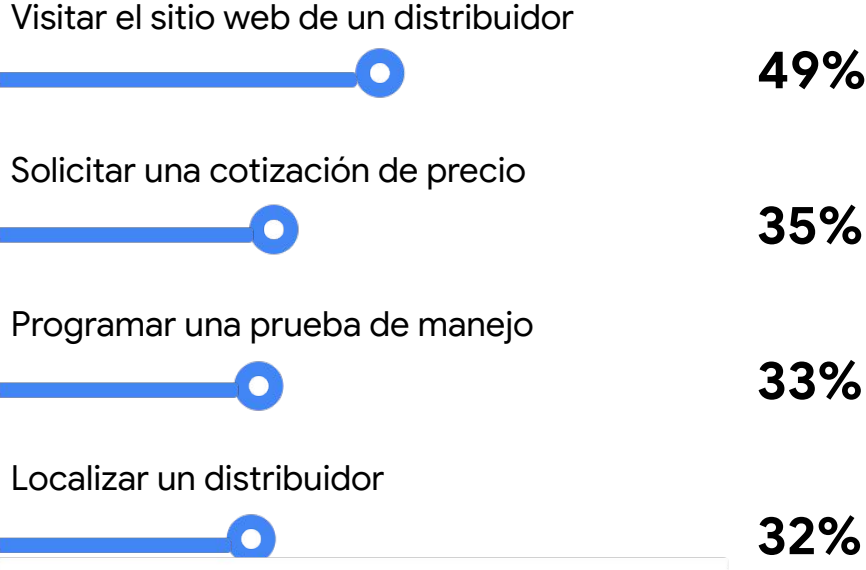 Visitar el sitio web de un distribuidor
49%
Solicitar una cotización de precio
35%
Programar una prueba de manejo
33%
Localizar un distribuidor
32%